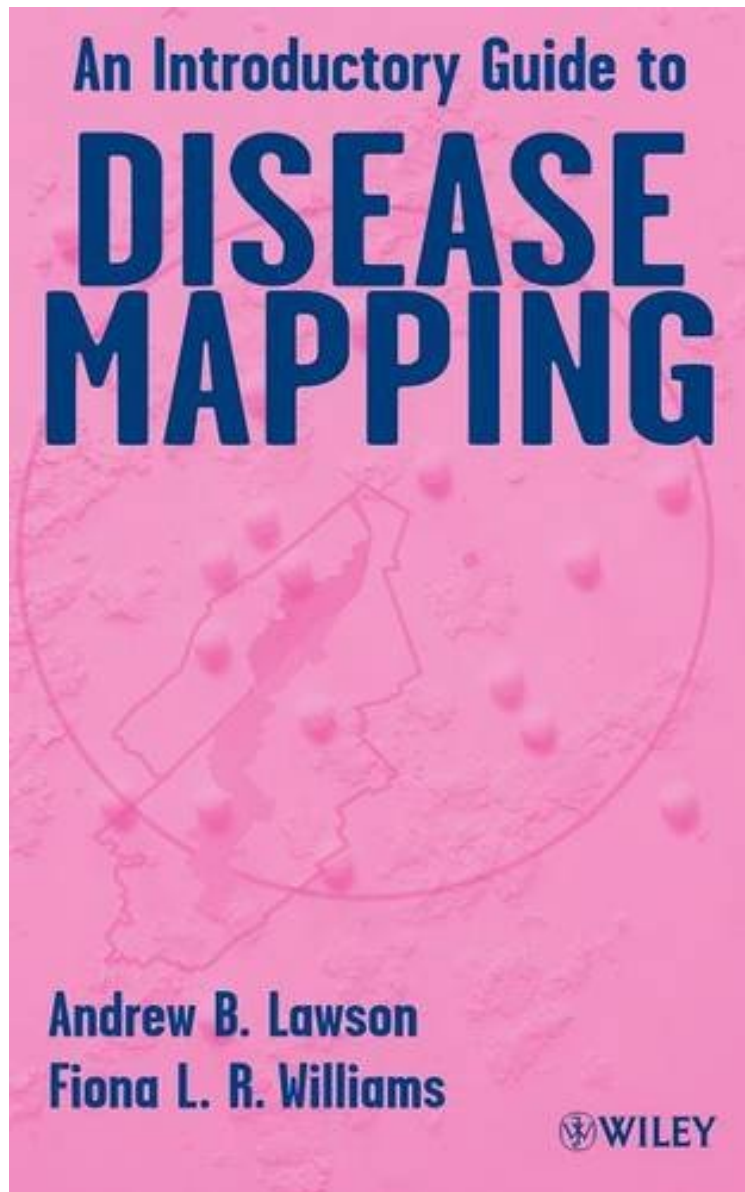 An Introductory Guide to
DISEASE
MAPPING
Andrew B. Lawson
Fiona L. R. Williams
WILEY